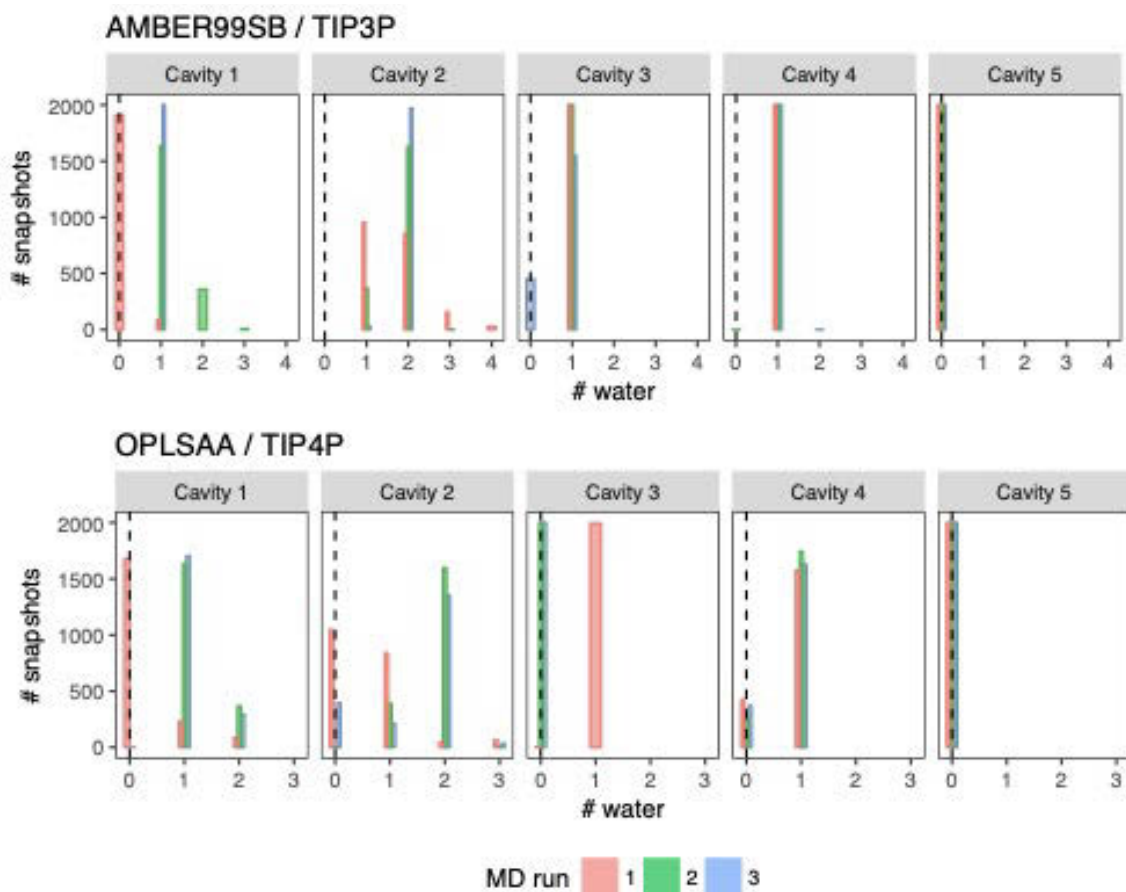 AMBER99SB / TIP3P
Cavity 1 Cavity 2 Cavity 3 Cavity 4 Cavity 5
# snapshots
2000
1500
1000
500
0
0 1 2 3 4 0 1 2 3 4 0 1 2 3 4 0 1 2 3 4 0 1 2 3 4
# water
OPLSAA / TIP4P
Cavity 1 Cavity 2 Cavity 3 Cavity 4 Cavity 5
# snapshots
2000
1500
1000
500
0
0 1 2 3 0 1 2 3 0 1 2 3 0 1 2 3 0 1 2 3
# water
MD run 1 2 3